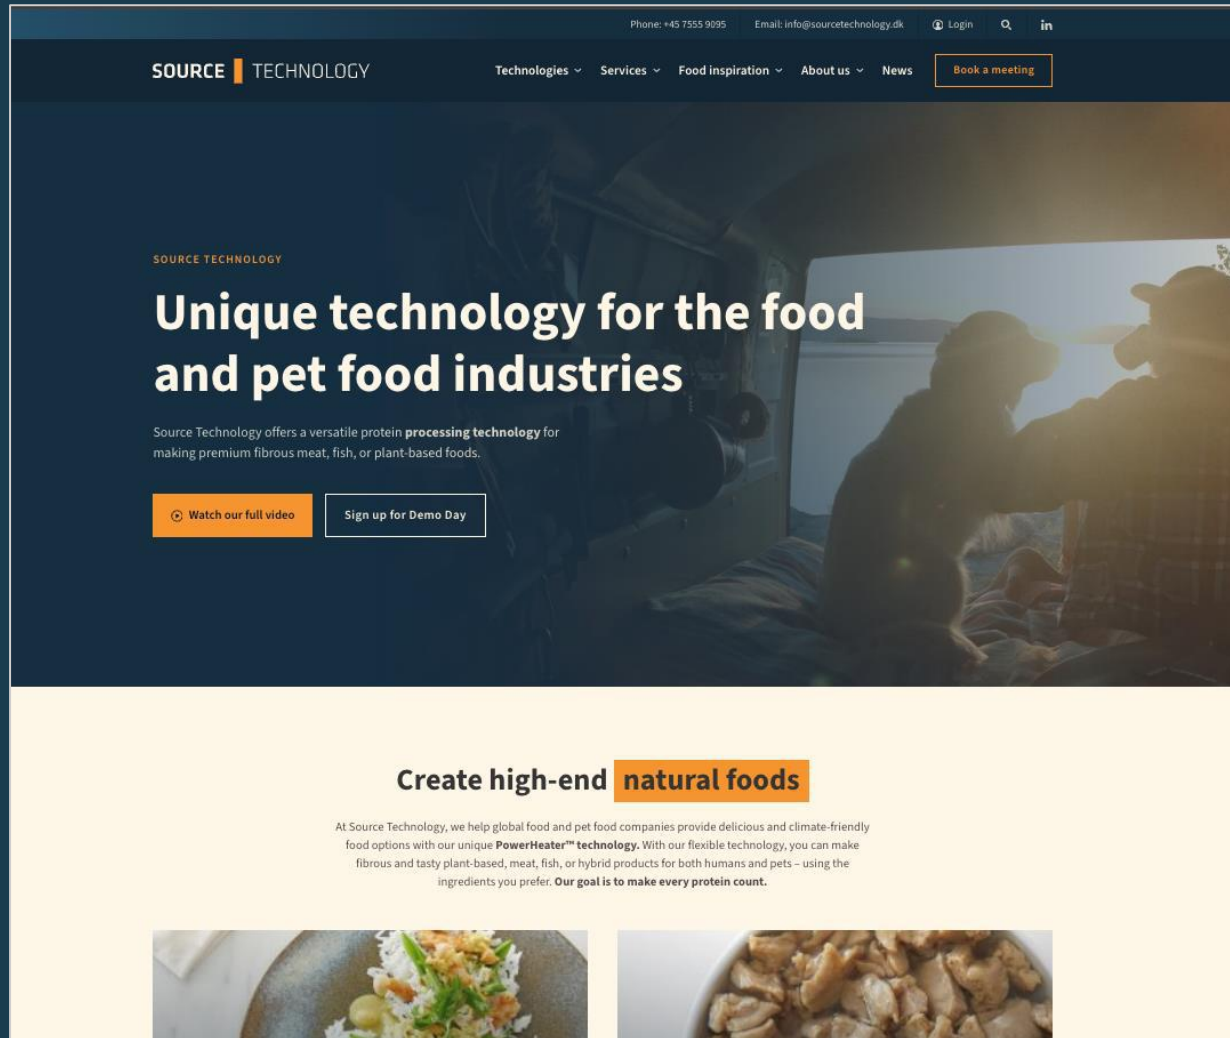 Phone: +45 7555 9095 Email: info@sourcetechnology.dk Login
SOURCE TECHNOLOGY Technologies Services Food inspiration About us News Book a meeting
SOURCE TECHNOLOGY
Unique technology for the food
and pet food industries
Source Technology offers a versatile protein processing technology for
making premium fibrous meat, fish, or plant-based foods.
Watch our full video Sign up for Demo Day
Create high-end natural foods
At Source Technology, we help global food and pet food companies provide delicious and climate-friendly
food options with our unique PowerHeater™ technology. With our flexible technology, you can make
fibrous and tasty plant-based, meat, fish, or hybrid products for both humans and pets – using the
ingredients you prefer. Our goal is to make every protein count.